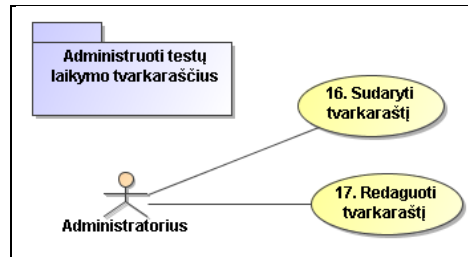 Administruoti testų
laikymo tvarkaraščius
16. Sudaryti
tvarkaraštį
17. Redaguoti
tvarkaraštį
Administratorius